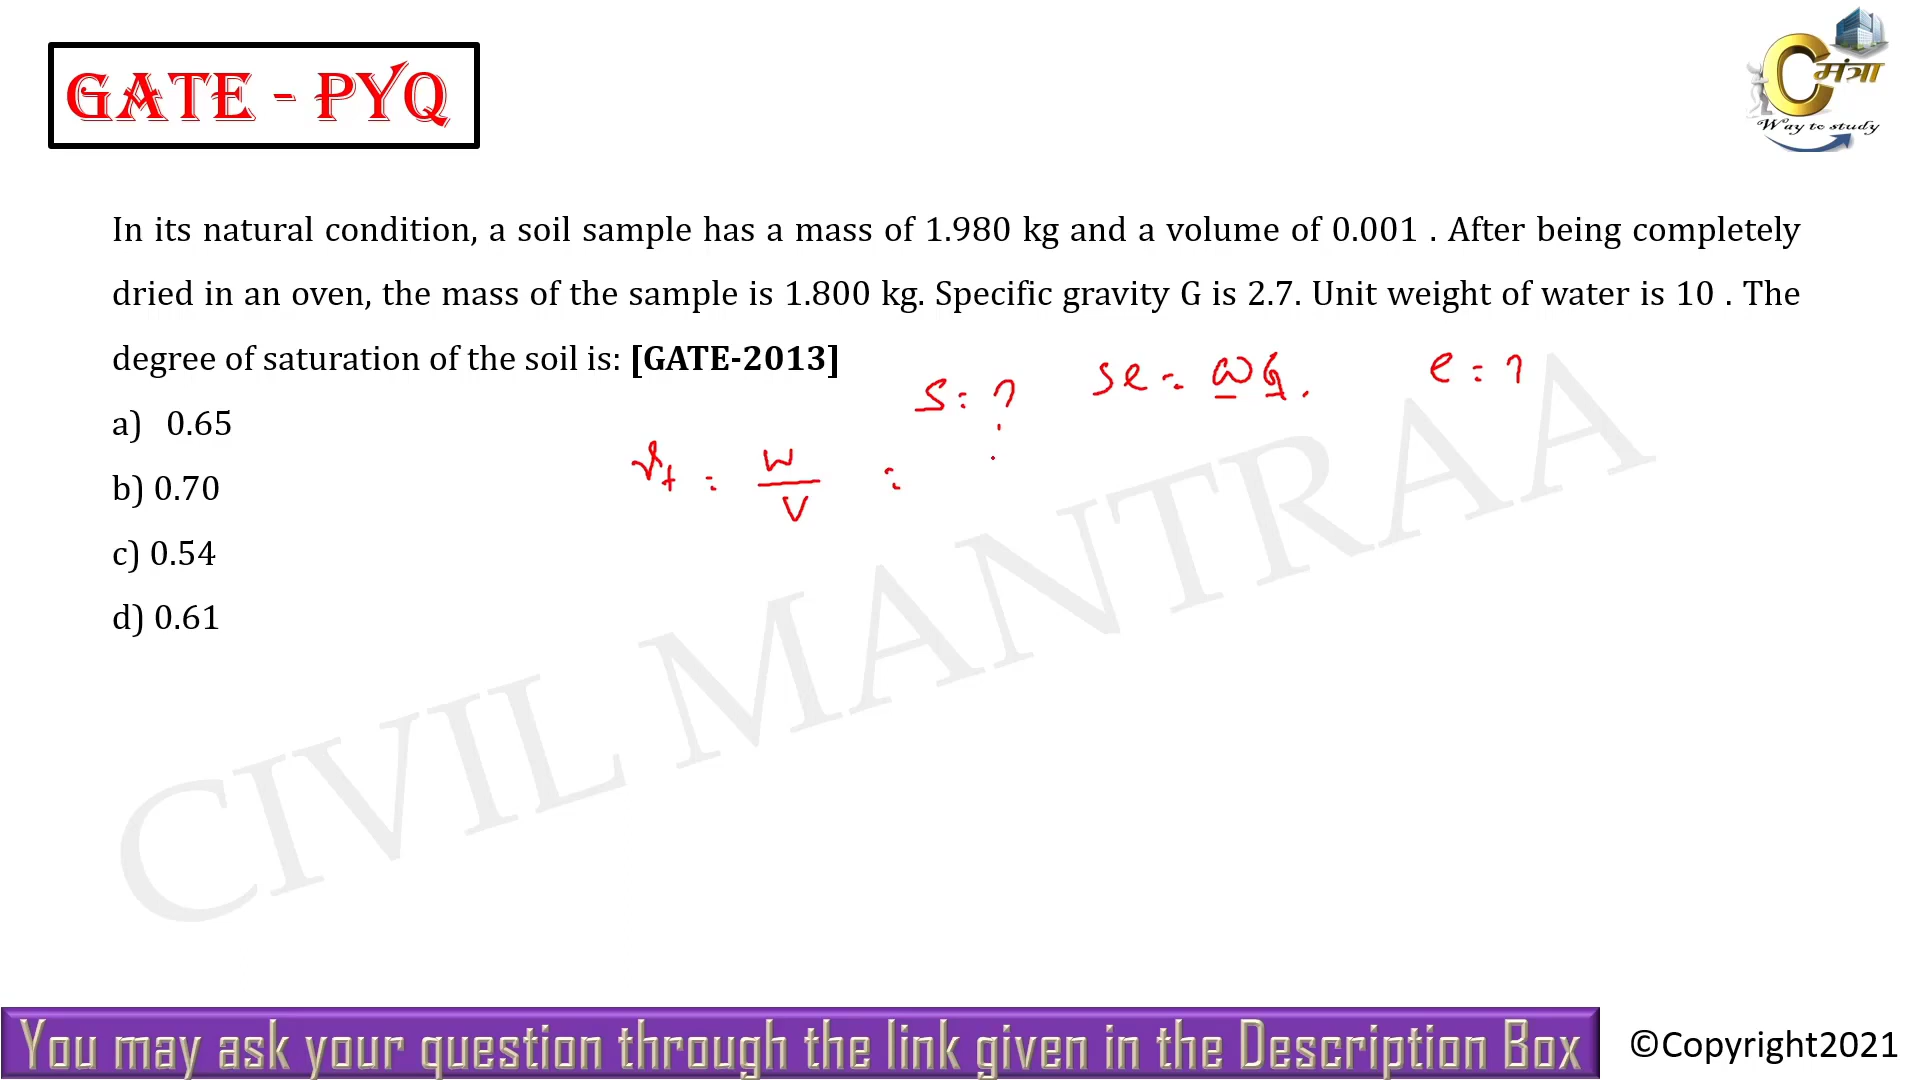 GATE - PYQ
C मंत्रा
Way to study
In its natural condition, a soil sample has a mass of 1.980 kg and a volume of 0.001 . After being completely
dried in an oven, the mass of the sample is 1.800 kg. Specific gravity G is 2.7. Unit weight of water is 10 . The
degree of saturation of the soil is: [GATE-2013]
S = ? Se = ωG. e = ?
a) 0.65
γt = W/V =
b) 0.70
c) 0.54
d) 0.61
CIVIL MANTRAA
You may ask your question through the link given in the Description Box
©Copyright2021